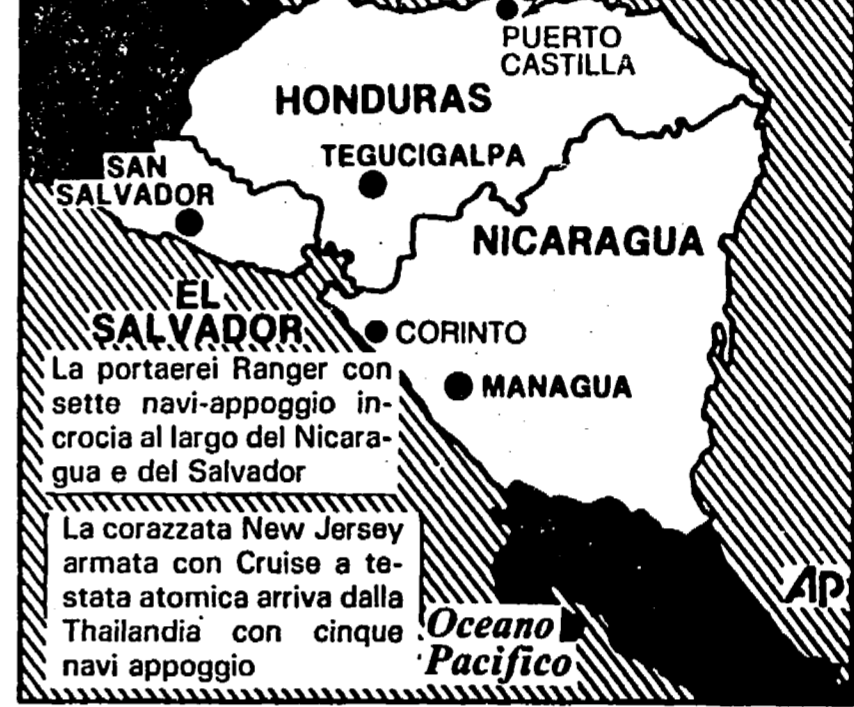 PUERTO
CASTILLA
HONDURAS
TEGUCIGALPA
SAN
SALVADOR
NICARAGUA
EL
SALVADOR
CORINTO
MANAGUA
La portaerei Ranger con
sette navi-appoggio in-
crocia al largo del Nicara-
gua e del Salvador
La corazzata New Jersey
armata con Cruise a te-
stata atomica arriva dalla
Thailandia con cinque
navi appoggio
Oceano
Pacifico
AP